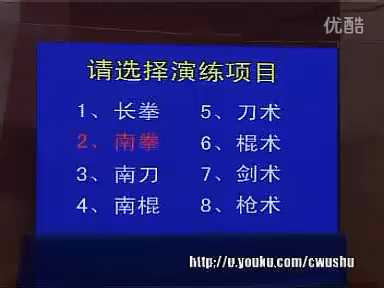 优酷
请选择演练项目
1、长拳 5、刀术
2、南拳 6、棍术
3、南刀 7、剑术
4、南棍 8、枪术
http://u.youku.com/cwushu